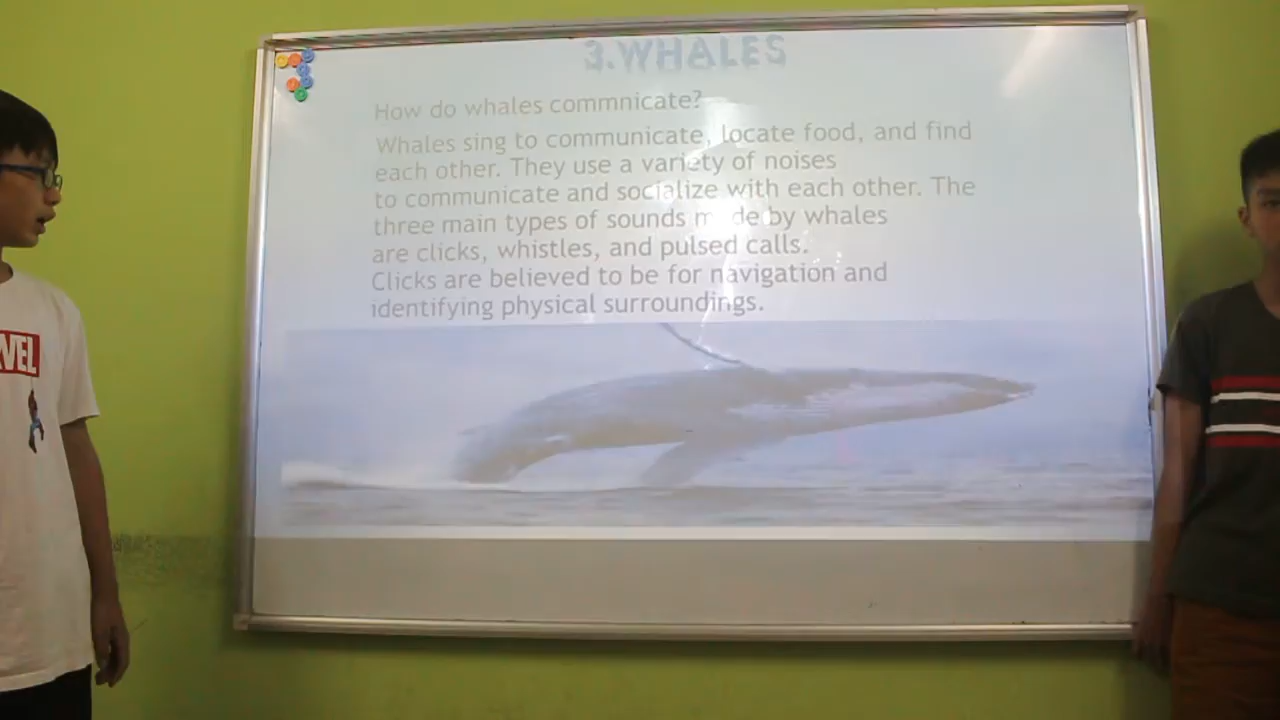 3.WHALES
How do whales commnicate?
Whales sing to communicate, locate food, and find
each other. They use a variety of noises
to communicate and socialize with each other. The
three main types of sounds made by whales
are clicks, whistles, and pulsed calls.
Clicks are believed to be for navigation and
identifying physical surroundings.
VEL